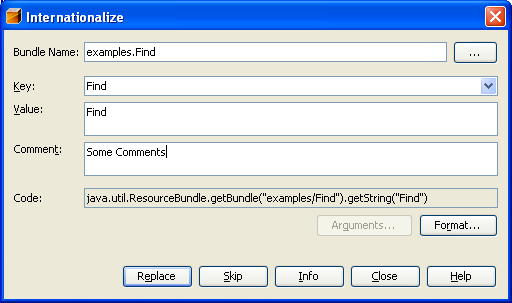 Internationalize
Bundle Name: examples.Find ...
Key: Find
Value: Find
Comment: Some Comments
Code: java.util.ResourceBundle.getBundle("examples/Find").getString("Find")
Arguments... Format...
Replace Skip Info Close Help